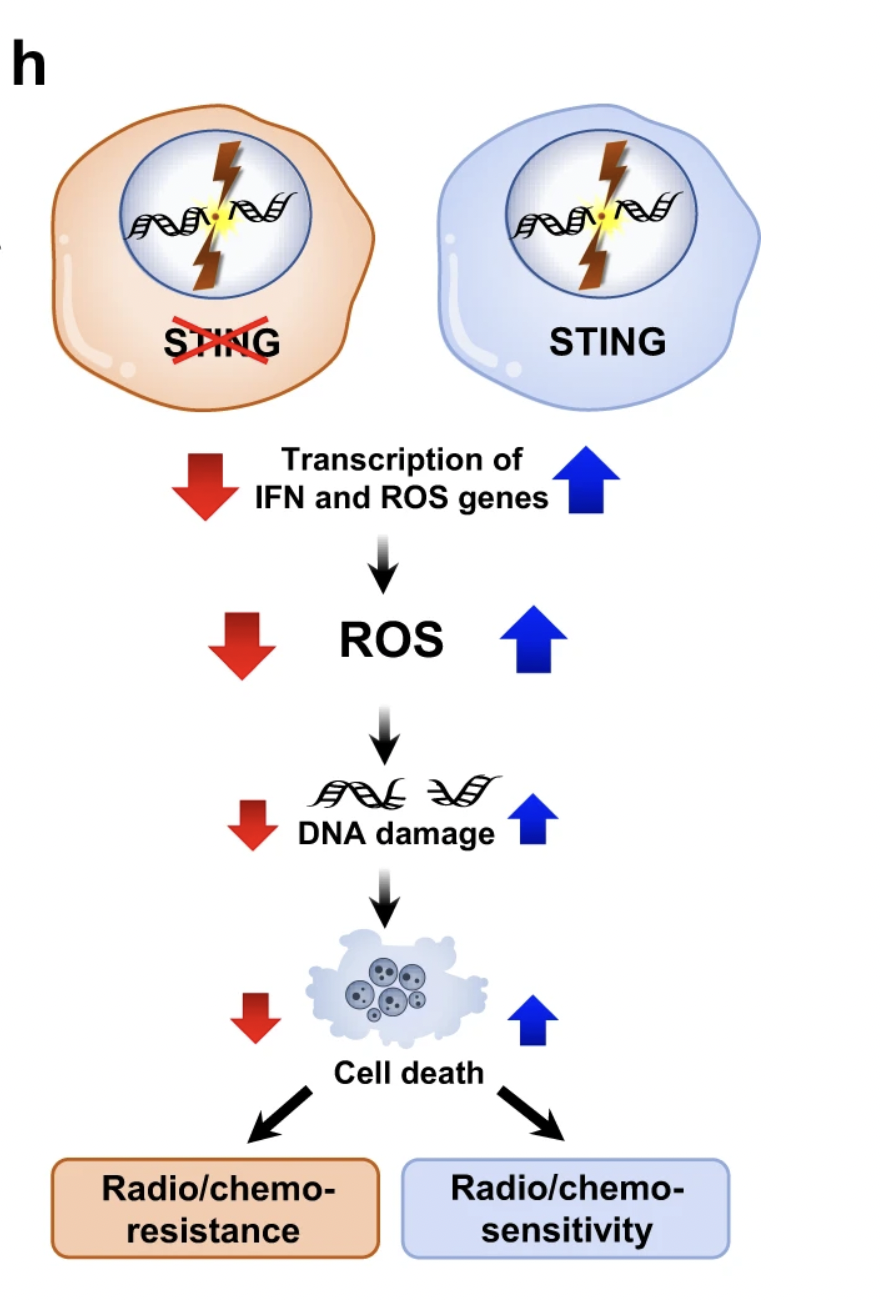 h
STING
STING
Transcription of
IFN and ROS genes
ROS
DNA damage
Cell death
Radio/chemo-
resistance
Radio/chemo-
sensitivity